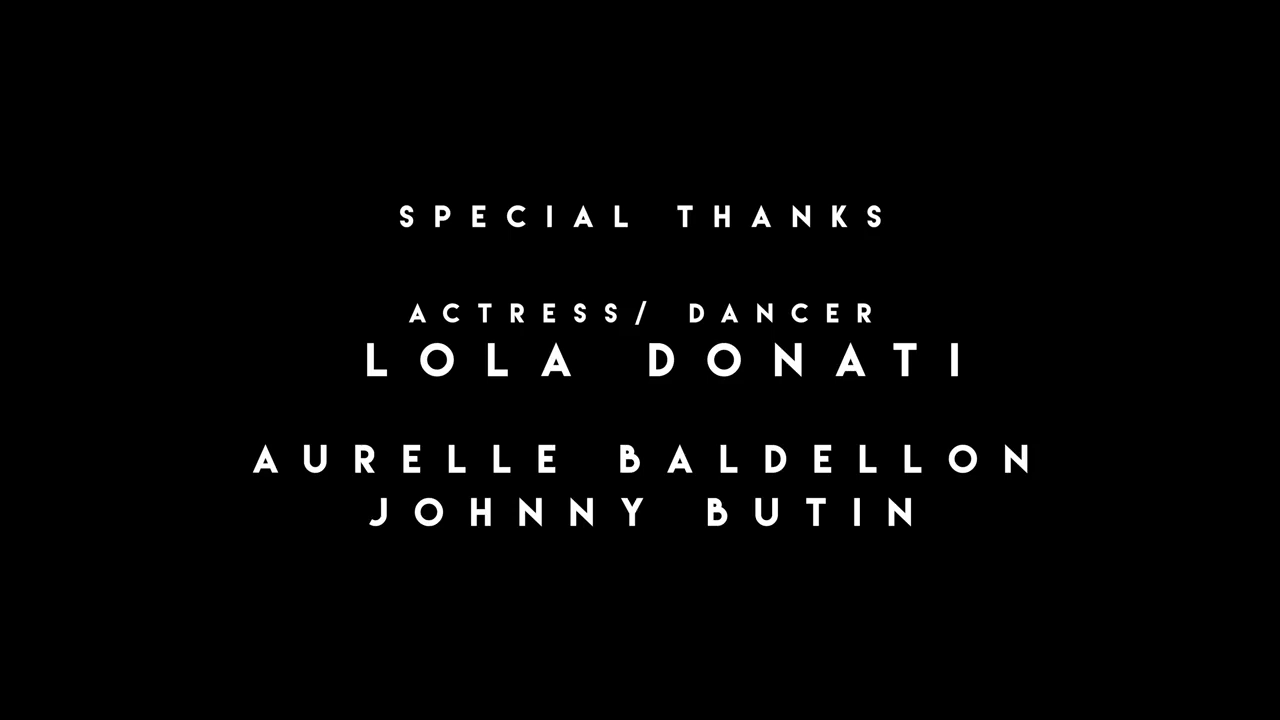 SPECIAL THANKS
ACTRESS/ DANCER
LOLA DONATI
AURELLE BALDELLON
JOHNNY BUTIN